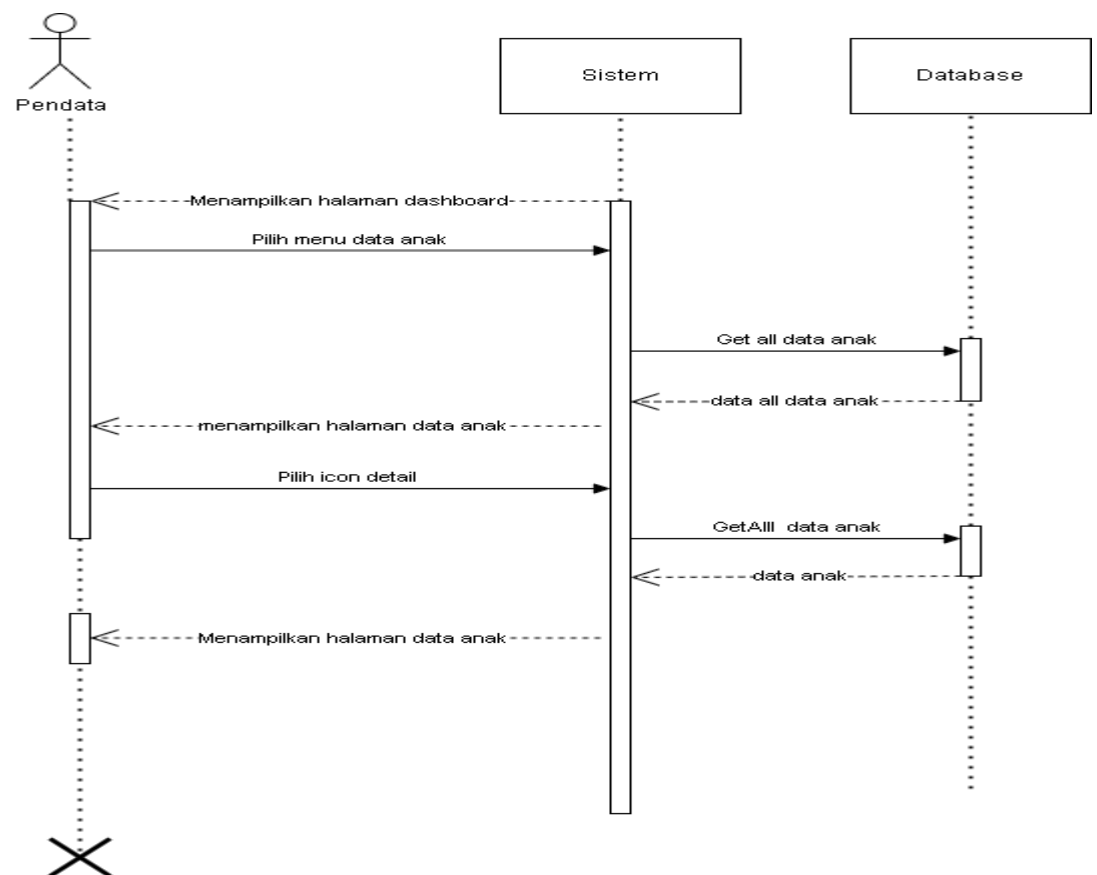 Pendata
Sistem
Database
Menampilkan halaman dashboard
Pilih menu data anak
Get all data anak
data all data anak
menampilkan halaman data anak
Pilih icon detail
GetAlll data anak
data anak
Menampilkan halaman data anak